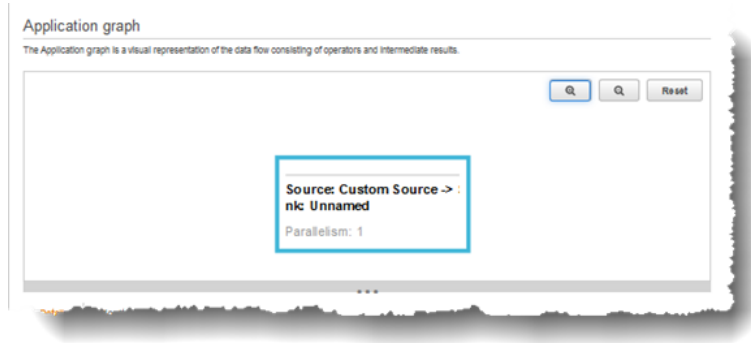 Application graph
The Application graph is a visual representation of the data flow consisting of operators and intermediate results.
Reset
Source: Custom Source -> S
nk: Unnamed
Parallelism: 1